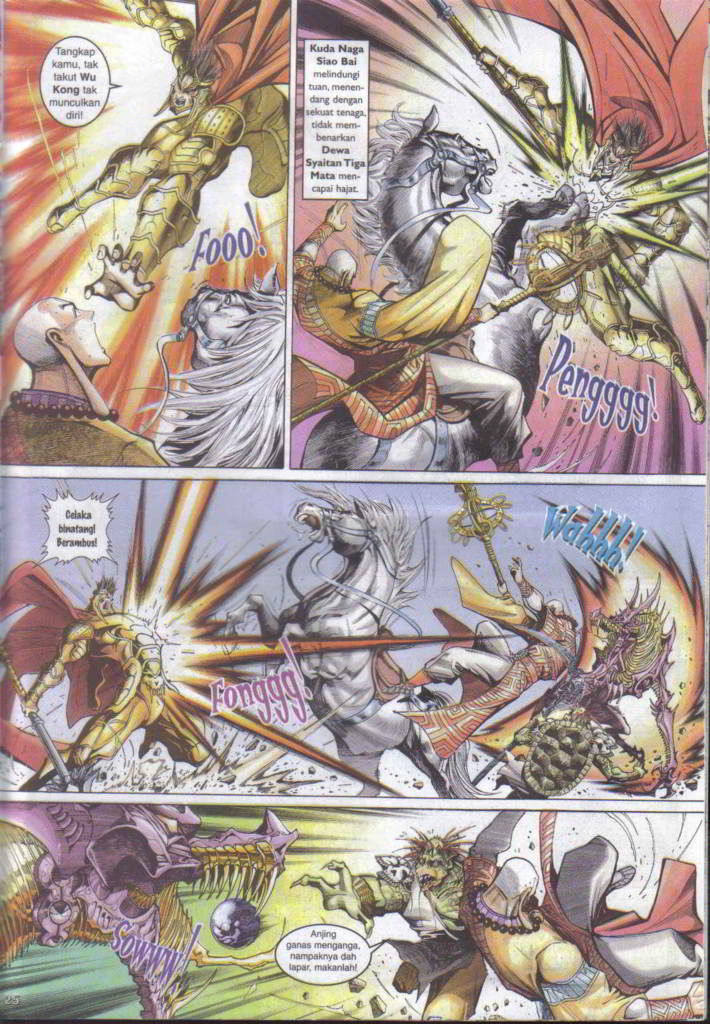 Tangkap
kamu, tak
takut Wu
Kong tak
munculkan
diri!
Fooo!
Kuda Naga
Siao Bai
melindungi
tuan, menen-
dang dengan
sekuat tenaga,
tidak mem-
benarkan
Dewa
Syaitan Tiga
Mata men-
capai hajat.
Pengggg!
Celaka
binatang!
Berambus!
Fonggg!
Wahhh!
Sowww!
Anjing
ganas menganga,
nampaknya dah
lapar, makanlah!
25